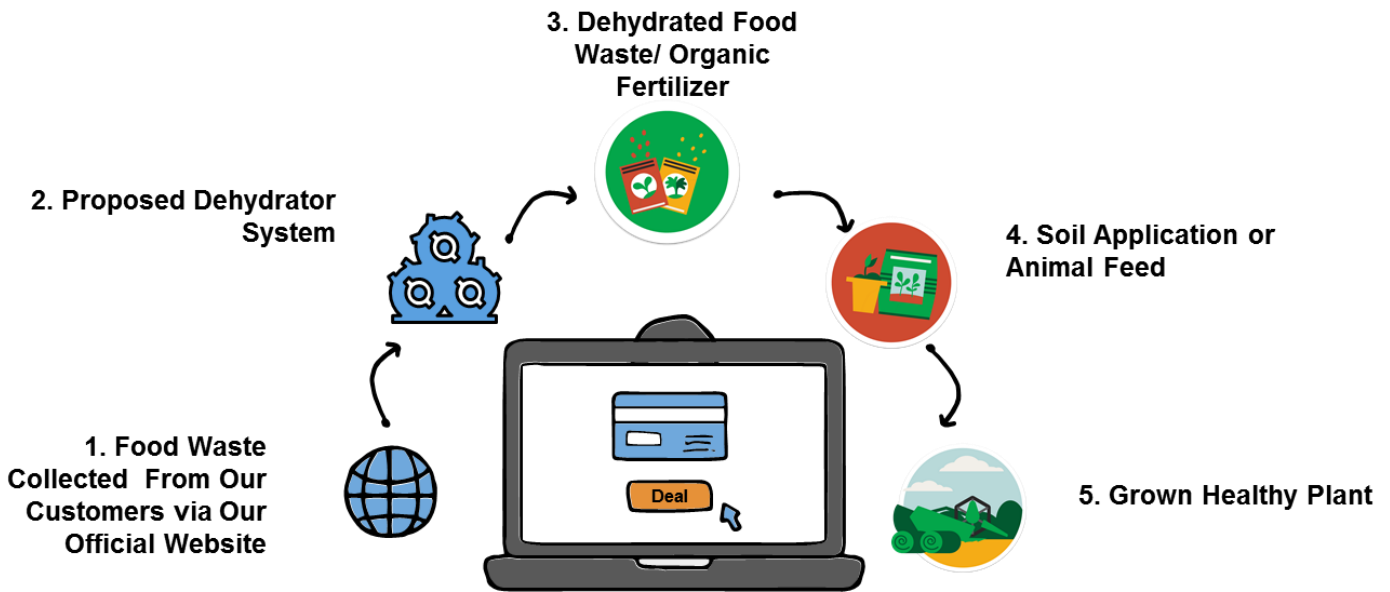 3. Dehydrated Food
Waste/ Organic
Fertilizer
2. Proposed Dehydrator
System
4. Soil Application or
Animal Feed
1. Food Waste
Collected From Our
Customers via Our
Official Website
Deal
5. Grown Healthy Plant